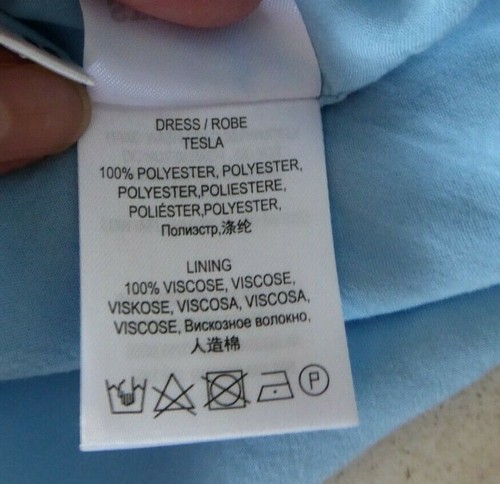 DRESS / ROBE
TESLA
100% POLYESTER, POLYESTER,
POLYESTER,POLIESTERE,
POLIÉSTER,POLYESTER,
Полиэстр,涤纶
LINING
100% VISCOSE, VISCOSE,
VISKOSE, VISCOSA, VISCOSA,
VISCOSE, Вискозное волокно,
人造棉
P